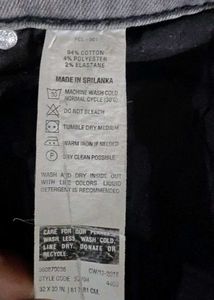 94% COTTON
4% POLYESTER
2% ELASTANE
MADE IN SRILANKA
MACHINE WASH COLD
NORMAL CYCLE (30°C)
DO NOT BLEACH
TUMBLE DRY MEDIUM
WARM IRON IF NEEDED
DRY CLEAN POSSIBLE
WASH AND DRY INSIDE OUT
WITH LIKE COLORS LIQUID
DETERGENT IS RECOMMENDED
CARE FOR OUR PLANET
WASH LESS, WASH COLD,
LINE DRY, DONATE OR
RECYCLE.
STYLE CODE